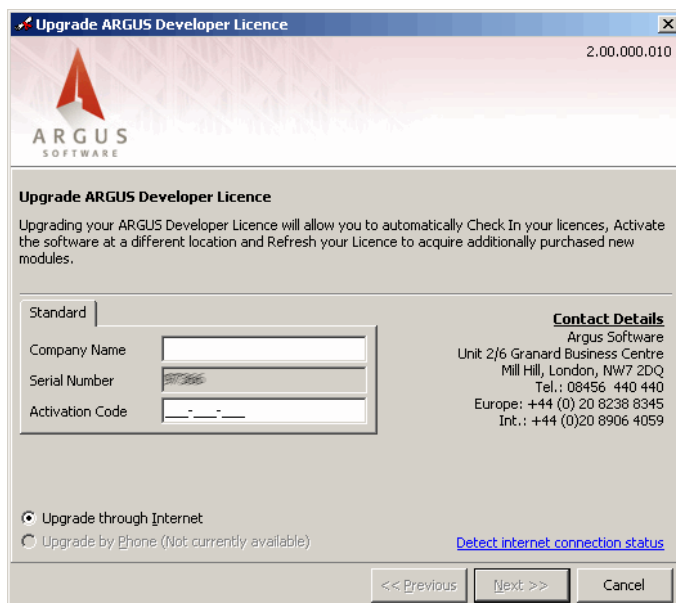 Upgrade ARGUS Developer Licence
2.00.000.010
ARGUS
SOFTWARE
Upgrade ARGUS Developer Licence
Upgrading your ARGUS Developer Licence will allow you to automatically Check In your licences, Activate
the software at a different location and Refresh your Licence to acquire additionally purchased new
modules.
Standard
Company Name
Serial Number
Activation Code
___-___-___
Contact Details
Argus Software
Unit 2/6 Granard Business Centre
Mill Hill, London, NW7 2DQ
Tel.: 08456 440 440
Europe: +44 (0) 20 8238 8345
Int.: +44 (0)20 8906 4059
Upgrade through Internet
Upgrade by Phone (Not currently available)
Detect internet connection status
<< Previous
Next >>
Cancel